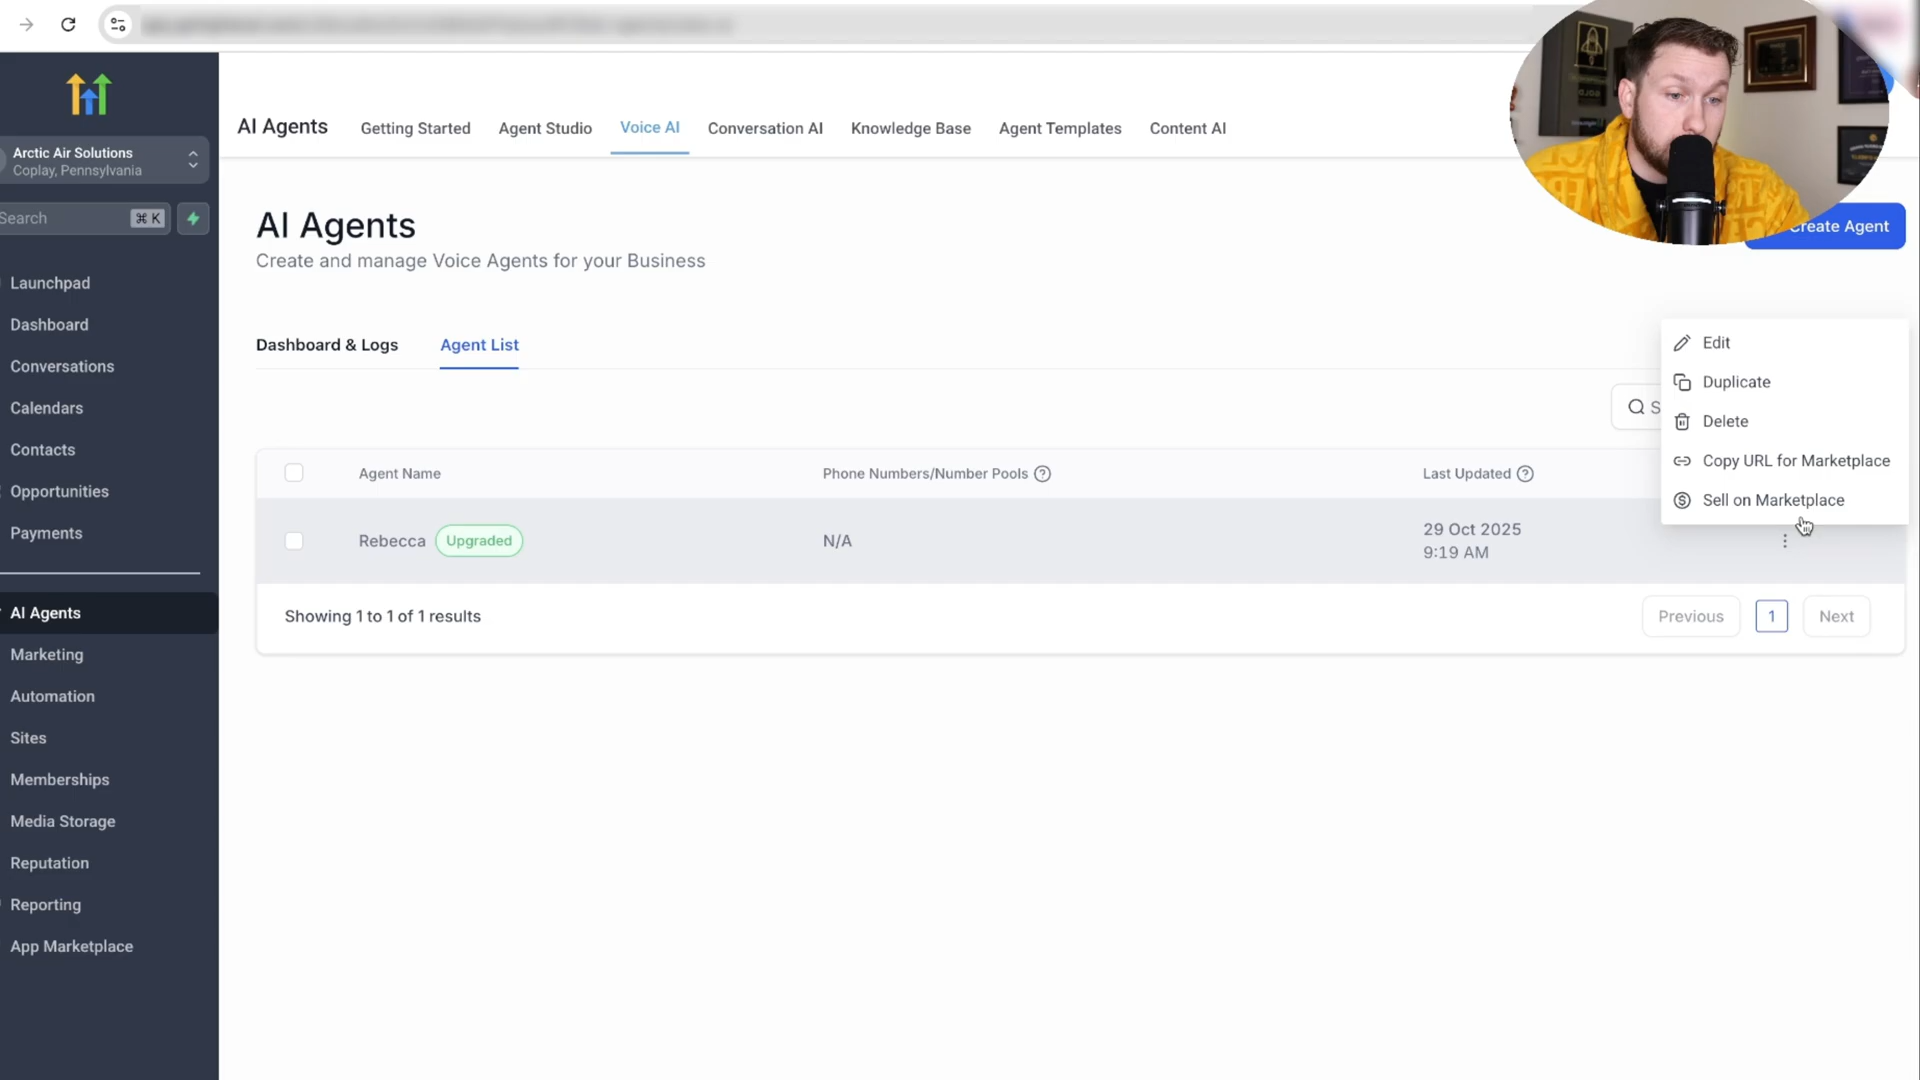 AI Agents
Getting Started
Agent Studio
Voice AI
Conversation AI
Knowledge Base
Agent Templates
Content AI
Arctic Air Solutions
Coplay, Pennsylvania
Search
⌘ K
Launchpad
Dashboard
Conversations
Calendars
Contacts
Opportunities
Payments
AI Agents
Marketing
Automation
Sites
Memberships
Media Storage
Reputation
Reporting
App Marketplace
AI Agents
Create and manage Voice Agents for your Business
Create Agent
Dashboard & Logs
Agent List
Edit
Duplicate
Delete
Copy URL for Marketplace
Sell on Marketplace
Agent Name
Phone Numbers/Number Pools
Last Updated
Rebecca
Upgraded
N/A
29 Oct 2025
9:19 AM
Showing 1 to 1 of 1 results
Previous
1
Next